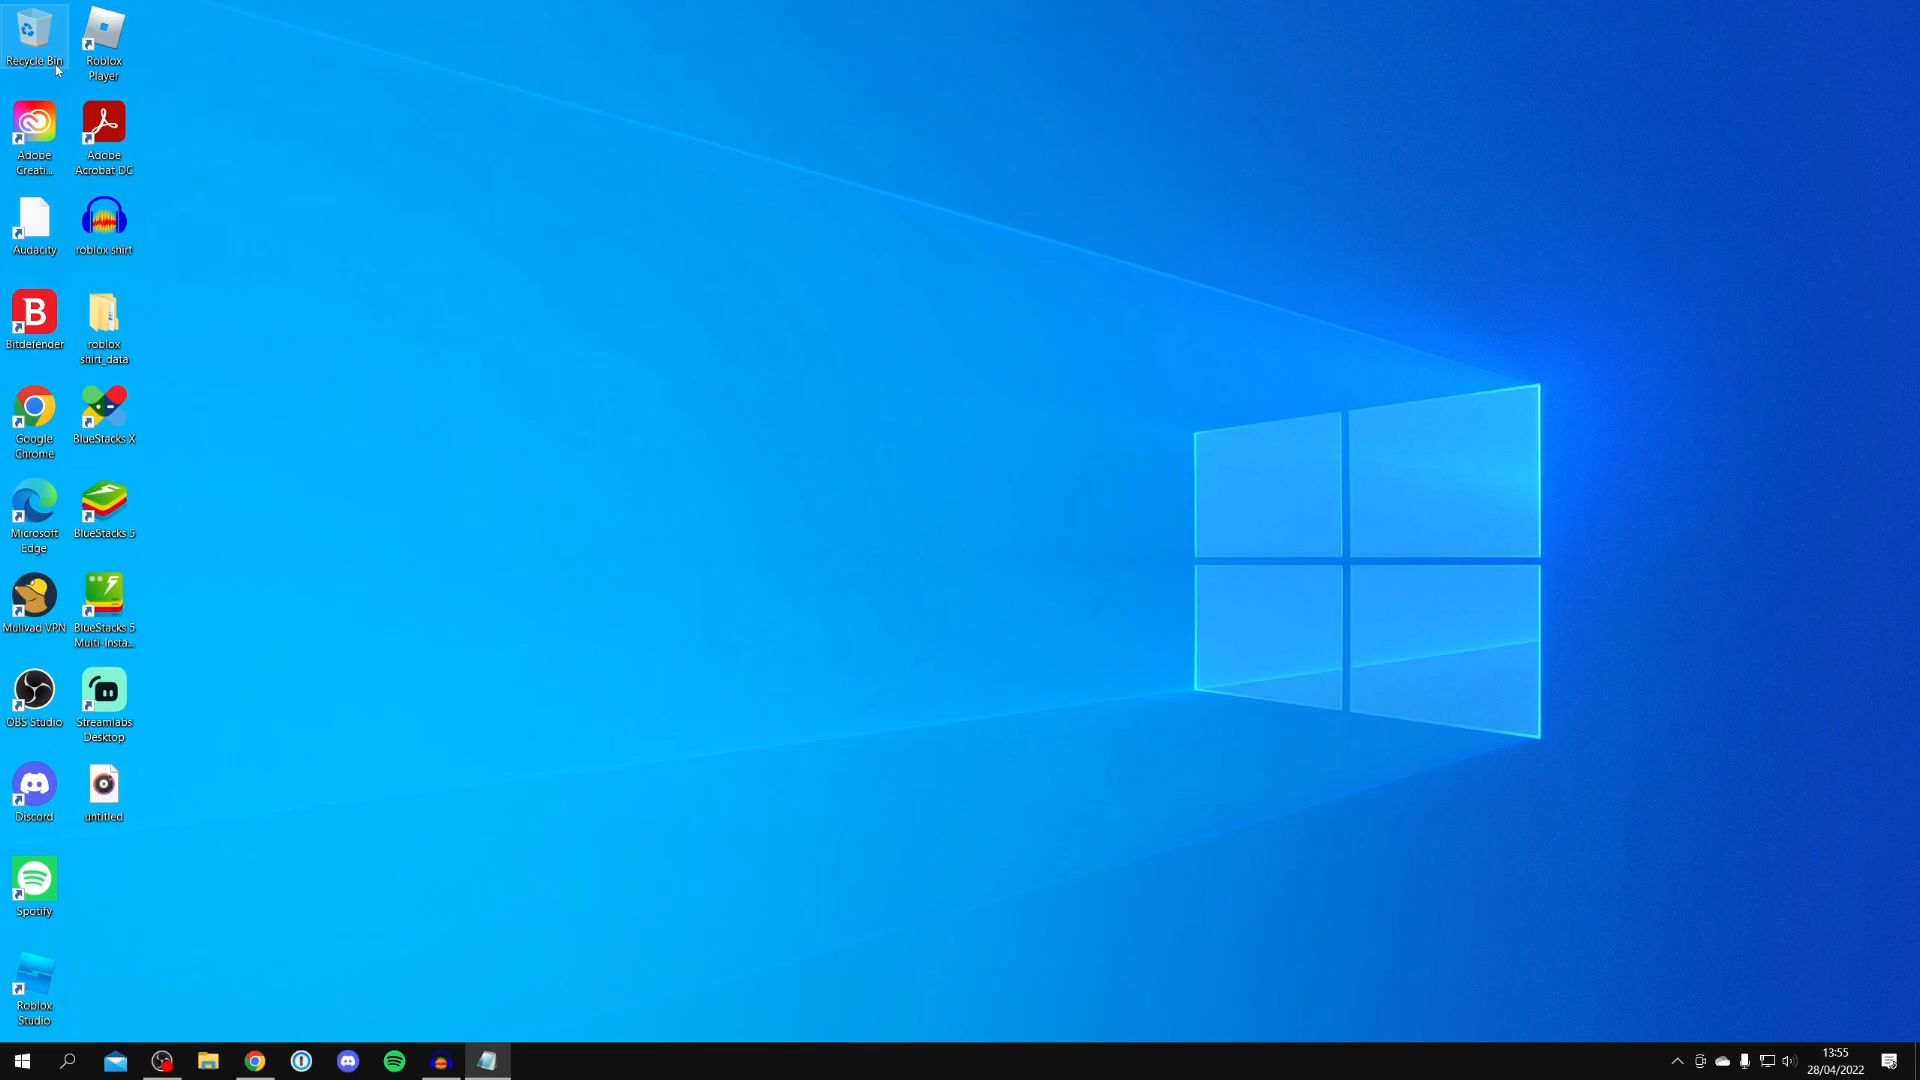 Recycle Bin
Roblox
Player
Adobe
Creati...
Adobe
Acrobat DC
Audacity
roblox shirt
Bitdefender
roblox
shirt_data
Google
Chrome
BlueStacks X
Microsoft
Edge
BlueStacks 5
Mullvad VPN
BlueStacks 5
Multi-Insta...
OBS Studio
Streamlabs
Desktop
Discord
untitled
Spotify
Roblox
Studio
13:55
28/04/2022